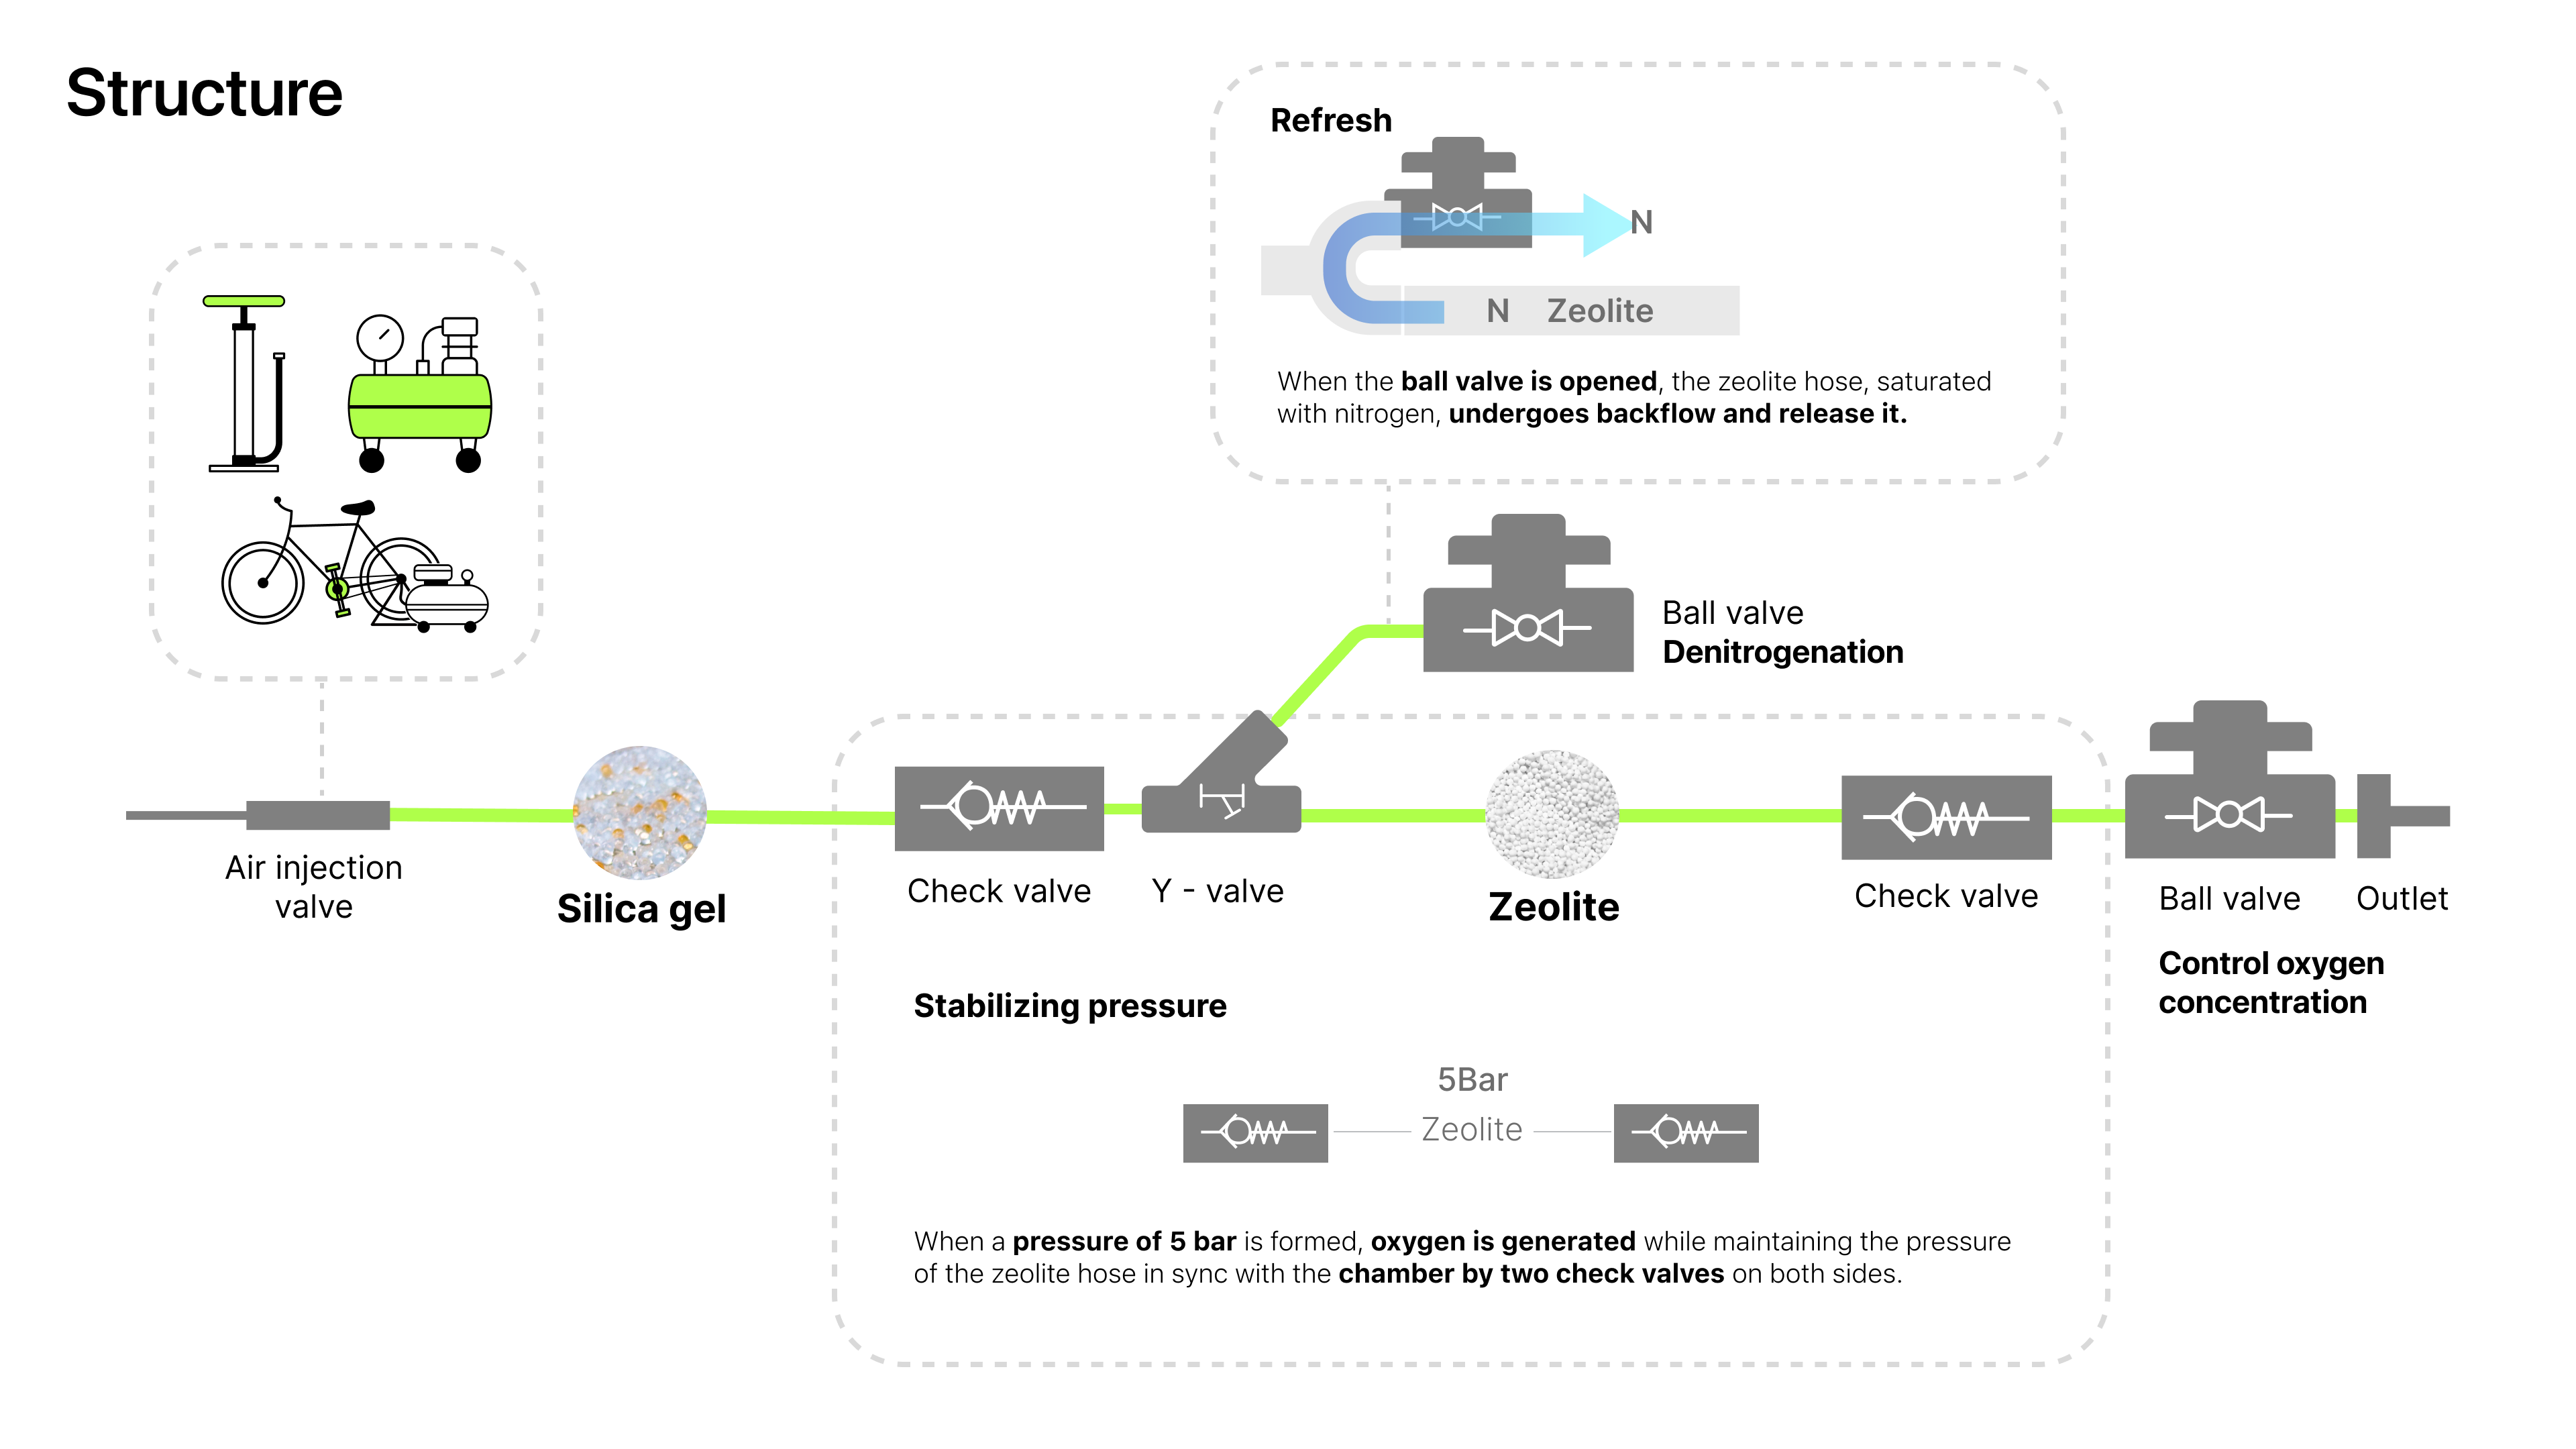 Structure
Refresh
N
N Zeolite
When the ball valve is opened, the zeolite hose, saturated
with nitrogen, undergoes backflow and release it.
Ball valve
Denitrogenation
Air injection
valve
Silica gel
Check valve
Y - valve
Zeolite
Check valve
Ball valve
Outlet
Control oxygen
concentration
Stabilizing pressure
5Bar
Zeolite
When a pressure of 5 bar is formed, oxygen is generated while maintaining the pressure
of the zeolite hose in sync with the chamber by two check valves on both sides.